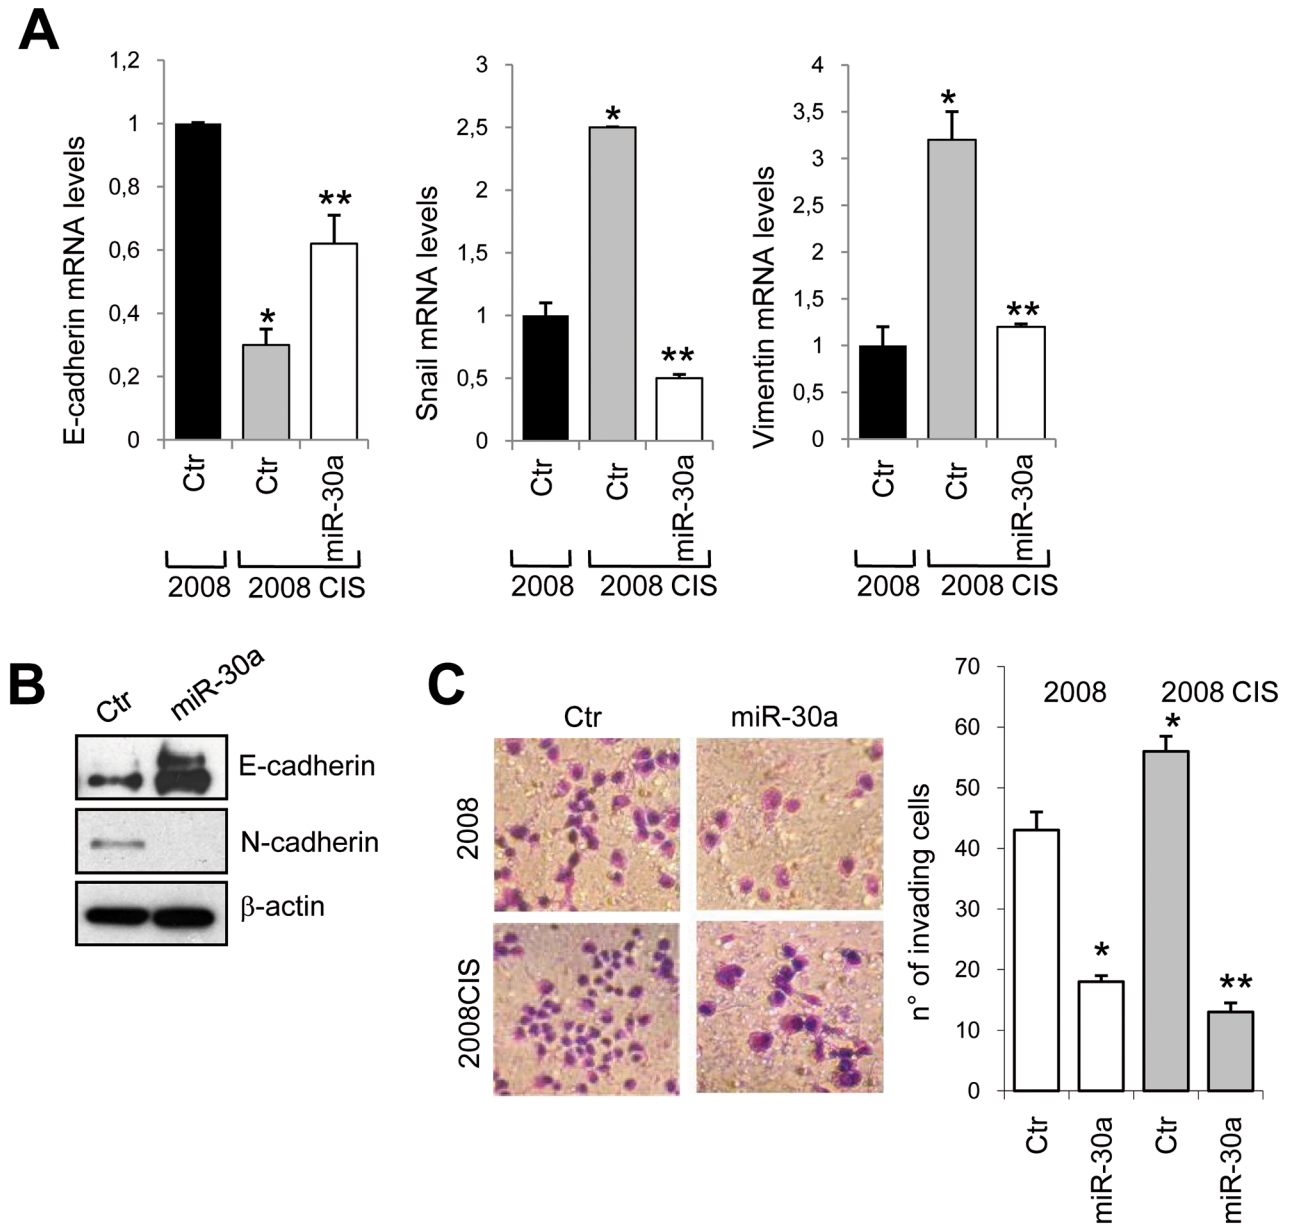 A
E-cadherin mRNA levels
1,2
1
0,8
0,6
0,4
0,2
0
*
**
Ctr
Ctr
miR-30a
2008
2008 CIS
Snail mRNA levels
3
2,5
2
1,5
1
0,5
0
*
**
Ctr
Ctr
miR-30a
2008
2008 CIS
Vimentin mRNA levels
4
3,5
3
2,5
2
1,5
1
0,5
0
*
**
Ctr
Ctr
miR-30a
2008
2008 CIS
B
Ctr
miR-30a
E-cadherin
N-cadherin
β-actin
C
Ctr
miR-30a
2008
2008CIS
n° of invading cells
70
60
50
40
30
20
10
0
2008
2008 CIS
*
*
**
Ctr
miR-30a
Ctr
miR-30a